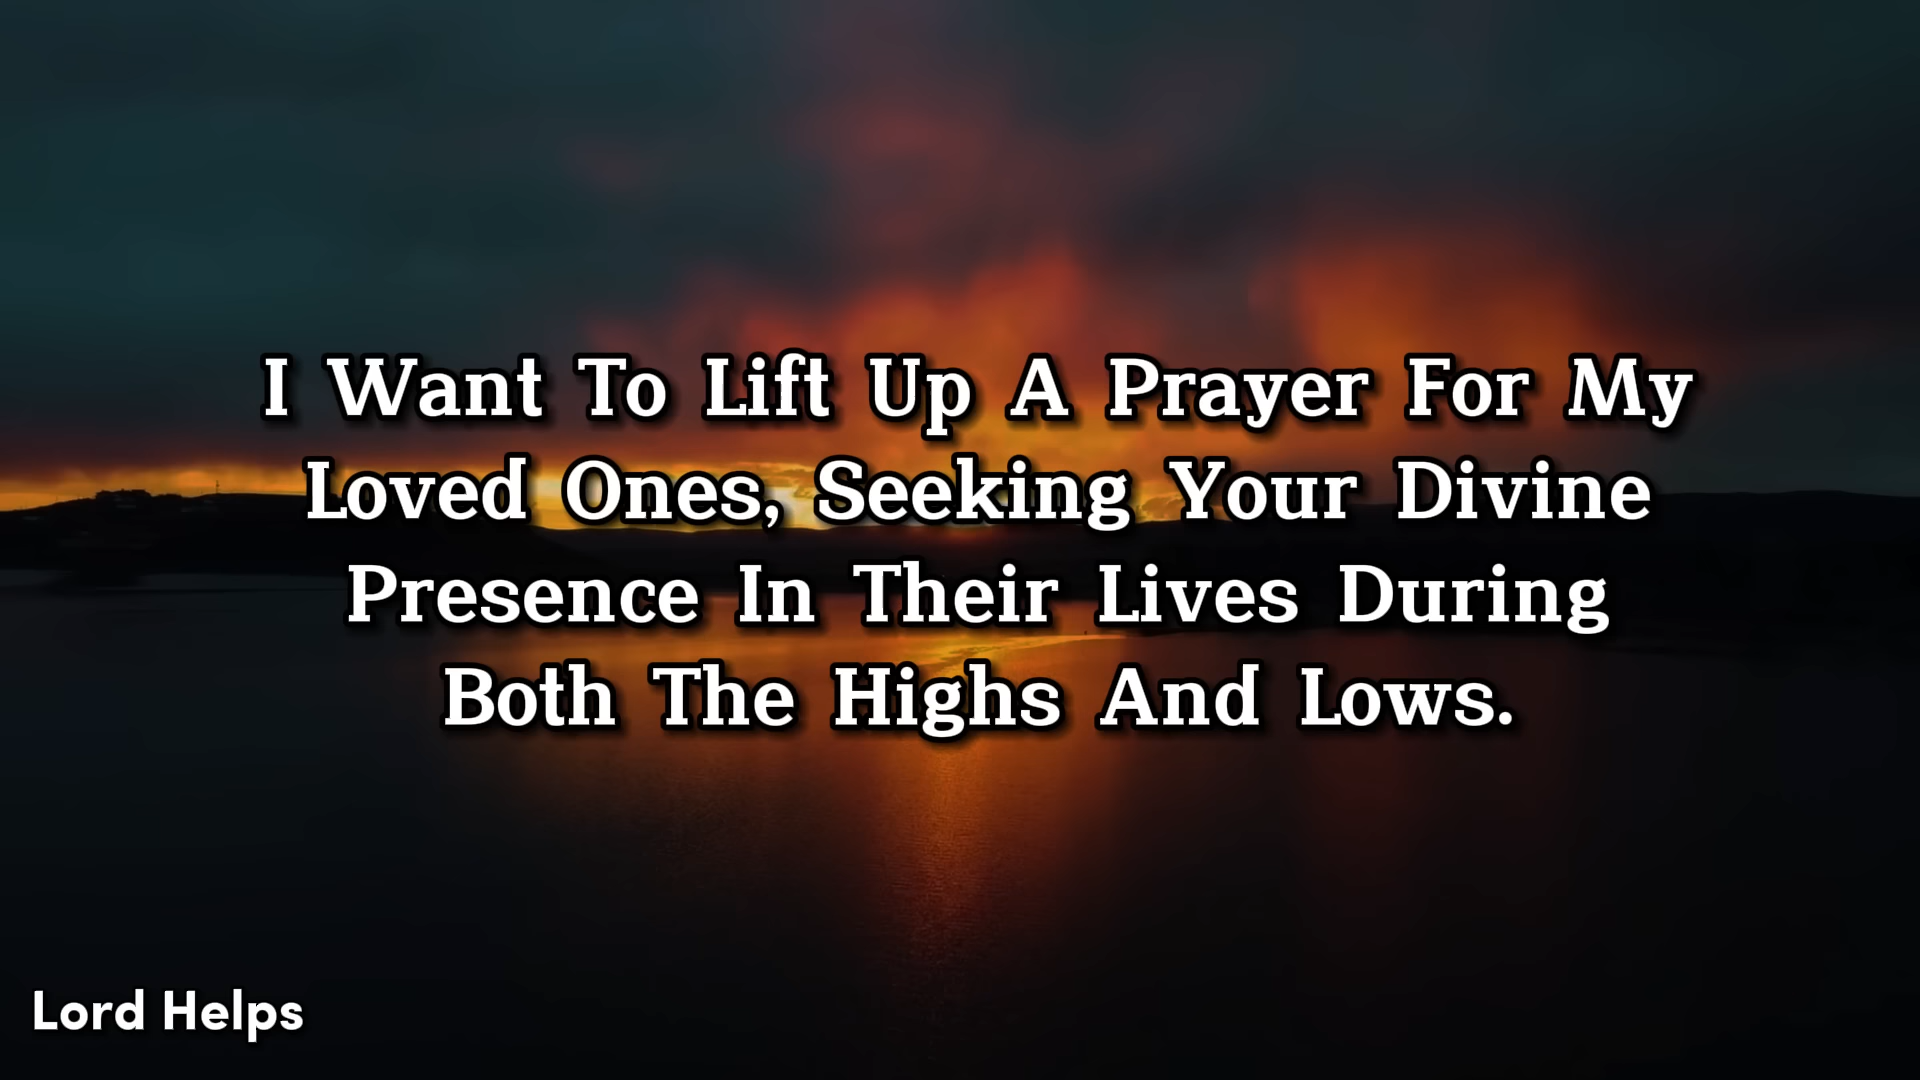 I Want To Lift Up A Prayer For My
Loved Ones, Seeking Your Divine
Presence In Their Lives During
Both The Highs And Lows.
Lord Helps